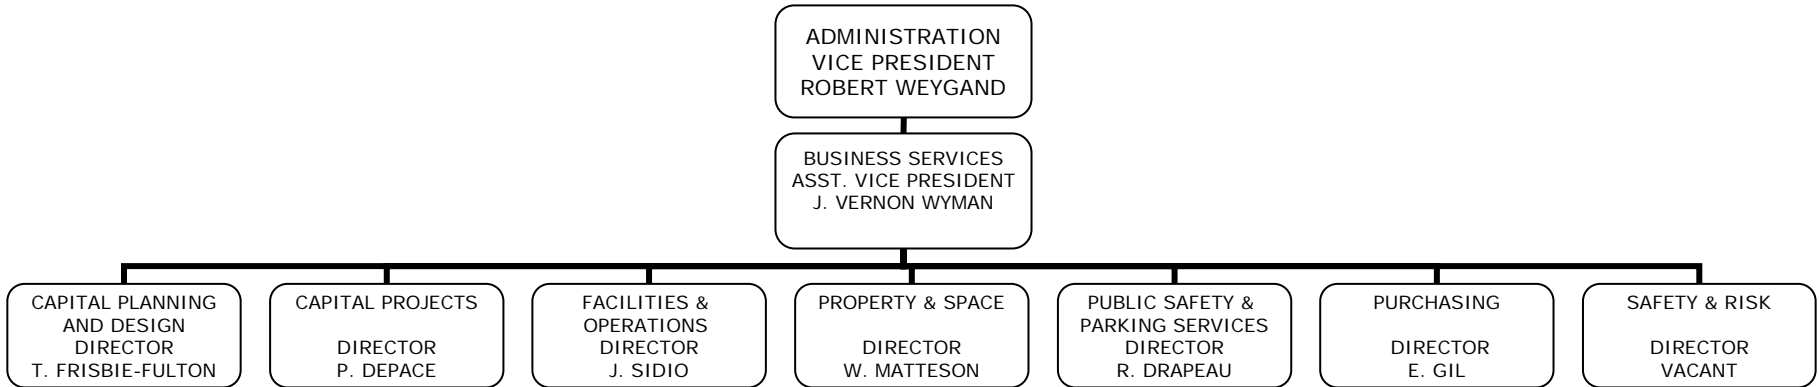 ADMINISTRATION
VICE PRESIDENT
ROBERT WEYGAND
BUSINESS SERVICES
ASST. VICE PRESIDENT
J. VERNON WYMAN
CAPITAL PLANNING
AND DESIGN
DIRECTOR
T. FRISBIE-FULTON
CAPITAL PROJECTS
DIRECTOR
P. DEPACE
FACILITIES &
OPERATIONS
DIRECTOR
J. SIDIO
PROPERTY & SPACE
DIRECTOR
W. MATTESON
PUBLIC SAFETY &
PARKING SERVICES
DIRECTOR
R. DRAPEAU
PURCHASING
DIRECTOR
E. GIL
SAFETY & RISK
DIRECTOR
VACANT